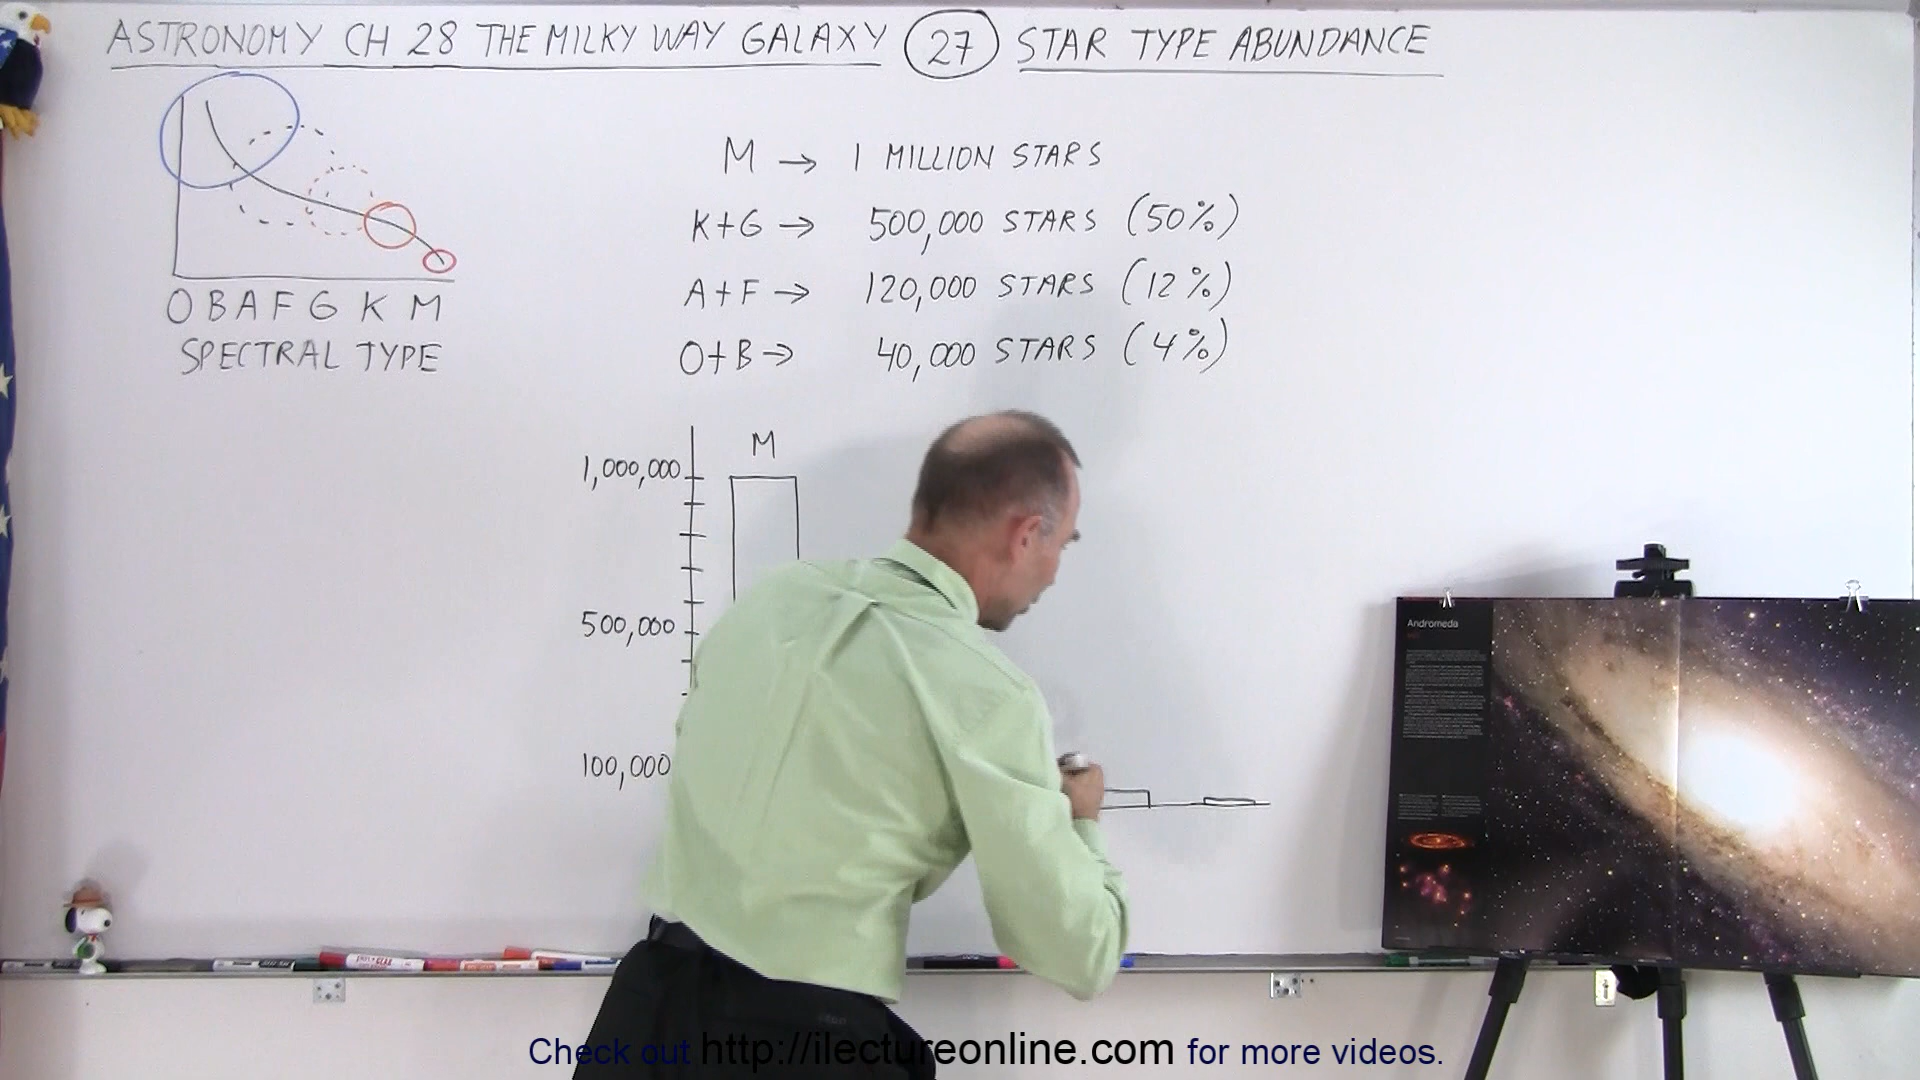 ASTRONOMY CH 28 THE MILKY WAY GALAXY 27 STAR TYPE ABUNDANCE
O B A F G K M
SPECTRAL TYPE
M → 1 MILLION STARS
K+G → 500,000 STARS (50%)
A+F → 120,000 STARS (12%)
O+B → 40,000 STARS (4%)
M
1,000,000
500,000
100,000
Andromeda
Check out http://ilectureonline.com for more videos.